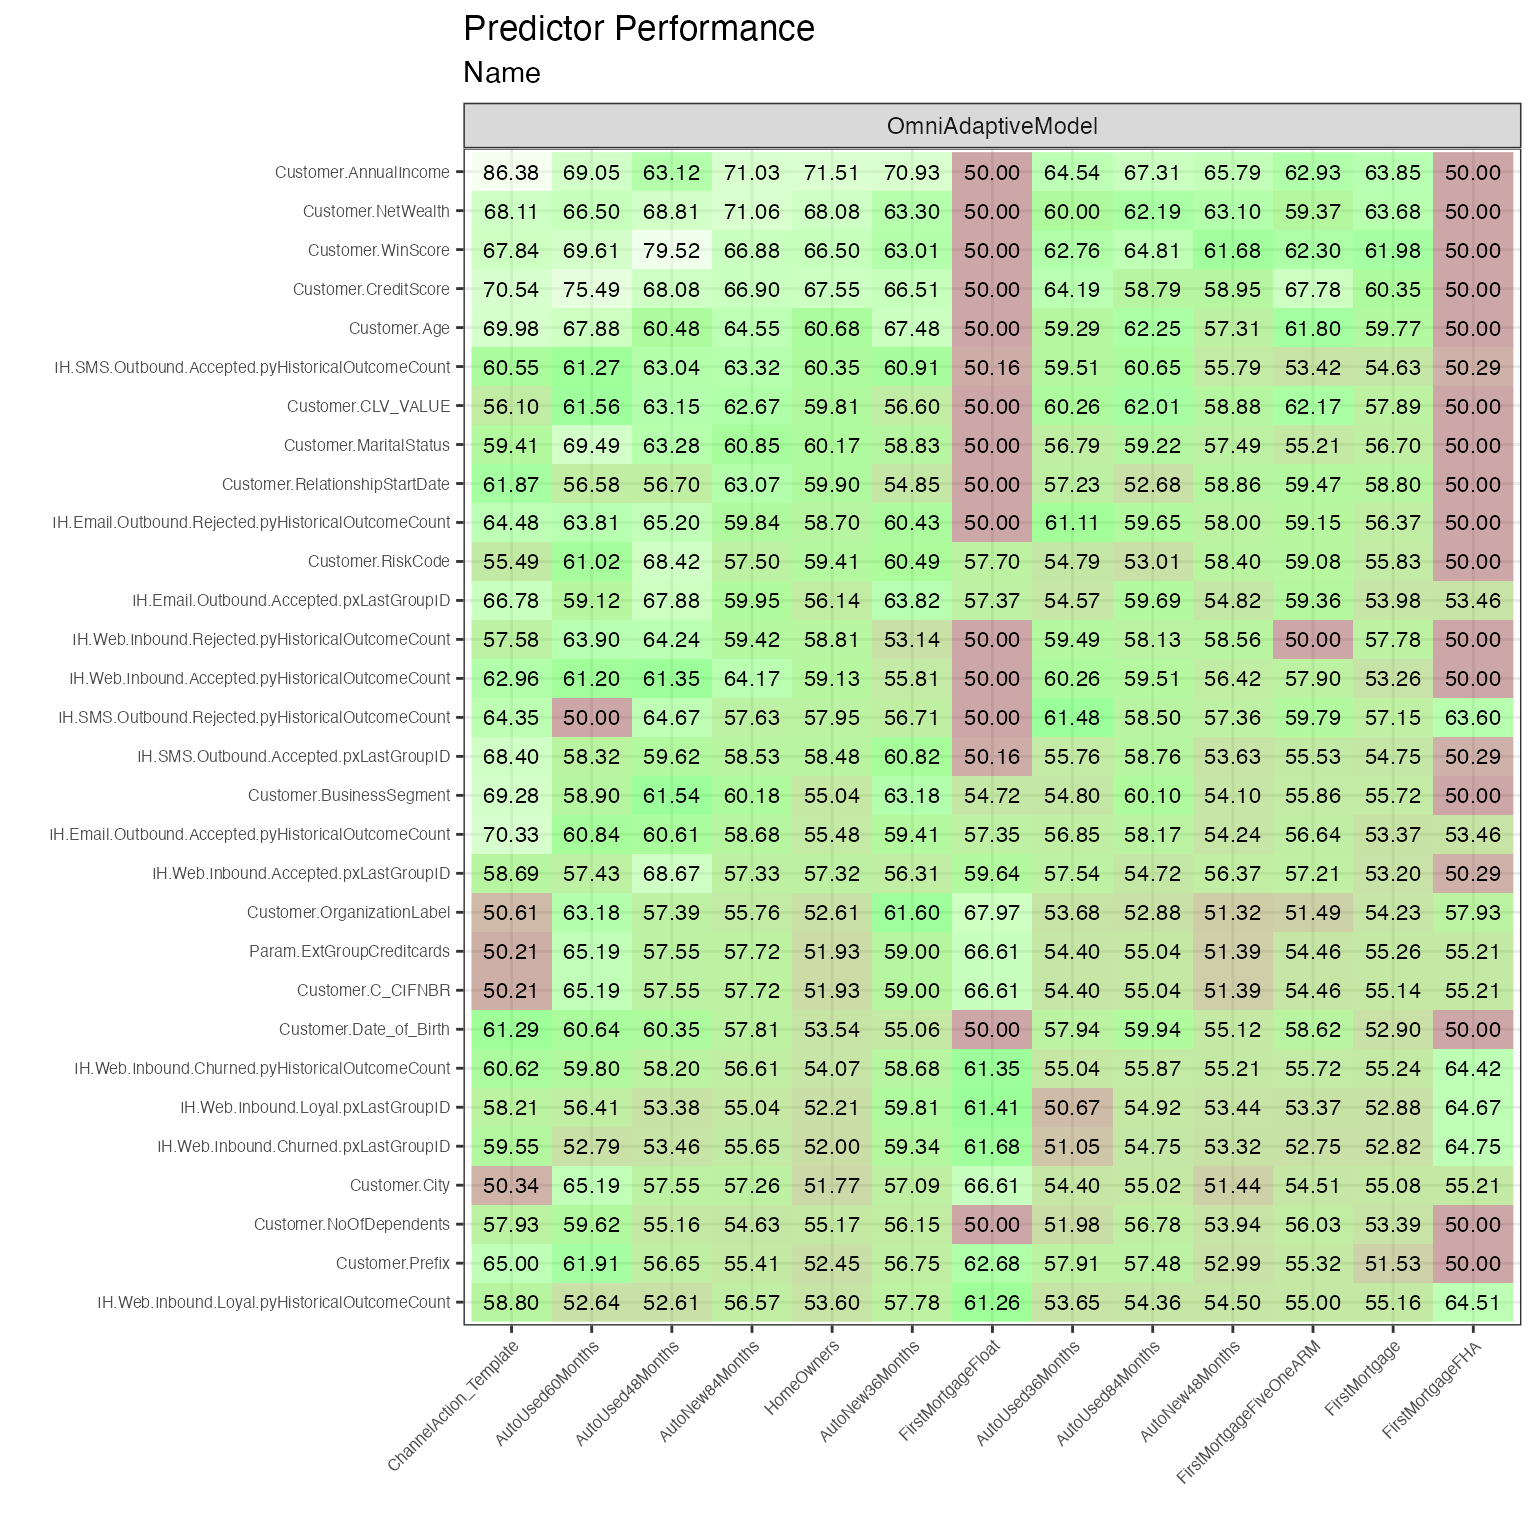 Predictor Performance
Name
OmniAdaptiveModel
Customer.AnnualIncome 86.38 69.05 63.12 71.03 71.51 70.93 50.00 64.54 67.31 65.79 62.93 63.85 50.00
Customer.NetWealth 68.11 66.50 68.81 71.06 68.08 63.30 50.00 60.00 62.19 63.10 59.37 63.68 50.00
Customer.WinScore 67.84 69.61 79.52 66.88 66.50 63.01 50.00 62.76 64.81 61.68 62.30 61.98 50.00
Customer.CreditScore 70.54 75.49 68.08 66.90 67.55 66.51 50.00 64.19 58.79 58.95 67.78 60.35 50.00
Customer.Age 69.98 67.88 60.48 64.55 60.68 67.48 50.00 59.29 62.25 57.31 61.80 59.77 50.00
IH.SMS.Outbound.Accepted.pyHistoricalOutcomeCount 60.55 61.27 63.04 63.32 60.35 60.91 50.16 59.51 60.65 55.79 53.42 54.63 50.29
Customer.CLV_VALUE 56.10 61.56 63.15 62.67 59.81 56.60 50.00 60.26 62.01 58.88 62.17 57.89 50.00
Customer.MaritalStatus 59.41 69.49 63.28 60.85 60.17 58.83 50.00 56.79 59.22 57.49 55.21 56.70 50.00
Customer.RelationshipStartDate 61.87 56.58 56.70 63.07 59.90 54.85 50.00 57.23 52.68 58.86 59.47 58.80 50.00
IH.Email.Outbound.Rejected.pyHistoricalOutcomeCount 64.48 63.81 65.20 59.84 58.70 60.43 50.00 61.11 59.65 58.00 59.15 56.37 50.00
Customer.RiskCode 55.49 61.02 68.42 57.50 59.41 60.49 57.70 54.79 53.01 58.40 59.08 55.83 50.00
IH.Email.Outbound.Accepted.pxLastGroupID 66.78 59.12 67.88 59.95 56.14 63.82 57.37 54.57 59.69 54.82 59.36 53.98 53.46
IH.Web.Inbound.Rejected.pyHistoricalOutcomeCount 57.58 63.90 64.24 59.42 58.81 53.14 50.00 59.49 58.13 58.56 50.00 57.78 50.00
IH.Web.Inbound.Accepted.pyHistoricalOutcomeCount 62.96 61.20 61.35 64.17 59.13 55.81 50.00 60.26 59.51 56.42 57.90 53.26 50.00
IH.SMS.Outbound.Rejected.pyHistoricalOutcomeCount 64.35 50.00 64.67 57.63 57.95 56.71 50.00 61.48 58.50 57.36 59.79 57.15 63.60
IH.SMS.Outbound.Accepted.pxLastGroupID 68.40 58.32 59.62 58.53 58.48 60.82 50.16 55.76 58.76 53.63 55.53 54.75 50.29
Customer.BusinessSegment 69.28 58.90 61.54 60.18 55.04 63.18 54.72 54.80 60.10 54.10 55.86 55.72 50.00
IH.Email.Outbound.Accepted.pyHistoricalOutcomeCount 70.33 60.84 60.61 58.68 55.48 59.41 57.35 56.85 58.17 54.24 56.64 53.37 53.46
IH.Web.Inbound.Accepted.pxLastGroupID 58.69 57.43 68.67 57.33 57.32 56.31 59.64 57.54 54.72 56.37 57.21 53.20 50.29
Customer.OrganizationLabel 50.61 63.18 57.39 55.76 52.61 61.60 67.97 53.68 52.88 51.32 51.49 54.23 57.93
Param.ExtGroupCreditcards 50.21 65.19 57.55 57.72 51.93 59.00 66.61 54.40 55.04 51.39 54.46 55.26 55.21
Customer.C_CIFNBR 50.21 65.19 57.55 57.72 51.93 59.00 66.61 54.40 55.04 51.39 54.46 55.14 55.21
Customer.Date_of_Birth 61.29 60.64 60.35 57.81 53.54 55.06 50.00 57.94 59.94 55.12 58.62 52.90 50.00
IH.Web.Inbound.Churned.pyHistoricalOutcomeCount 60.62 59.80 58.20 56.61 54.07 58.68 61.35 55.04 55.87 55.21 55.72 55.24 64.42
IH.Web.Inbound.Loyal.pxLastGroupID 58.21 56.41 53.38 55.04 52.21 59.81 61.41 50.67 54.92 53.44 53.37 52.88 64.67
IH.Web.Inbound.Churned.pxLastGroupID 59.55 52.79 53.46 55.65 52.00 59.34 61.68 51.05 54.75 53.32 52.75 52.82 64.75
Customer.City 50.34 65.19 57.55 57.26 51.77 57.09 66.61 54.40 55.02 51.44 54.51 55.08 55.21
Customer.NoOfDependents 57.93 59.62 55.16 54.63 55.17 56.15 50.00 51.98 56.78 53.94 56.03 53.39 50.00
Customer.Prefix 65.00 61.91 56.65 55.41 52.45 56.75 62.68 57.91 57.48 52.99 55.32 51.53 50.00
IH.Web.Inbound.Loyal.pyHistoricalOutcomeCount 58.80 52.64 52.61 56.57 53.60 57.78 61.26 53.65 54.36 54.50 55.00 55.16 64.51
ChannelAction_Template
AutoUsed60Months
AutoUsed48Months
AutoNew84Months
HomeOwners
AutoNew36Months
FirstMortgageFloat
AutoUsed36Months
AutoUsed84Months
AutoNew48Months
FirstMortgageFiveOneARM
FirstMortgage
FirstMortgageFHA